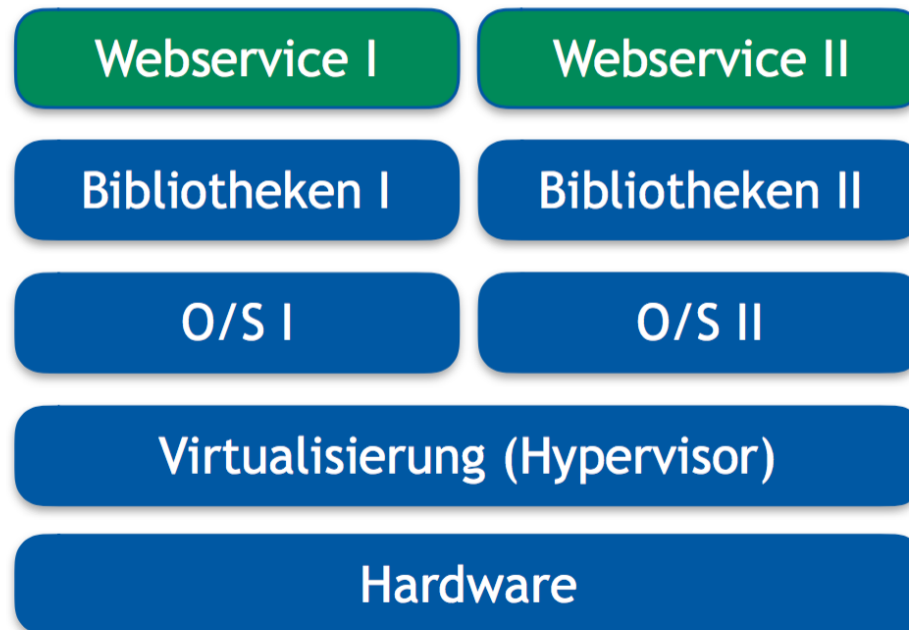 Webservice I
Webservice II
Bibliotheken I
Bibliotheken II
O/S I
O/S II
Virtualisierung (Hypervisor)
Hardware